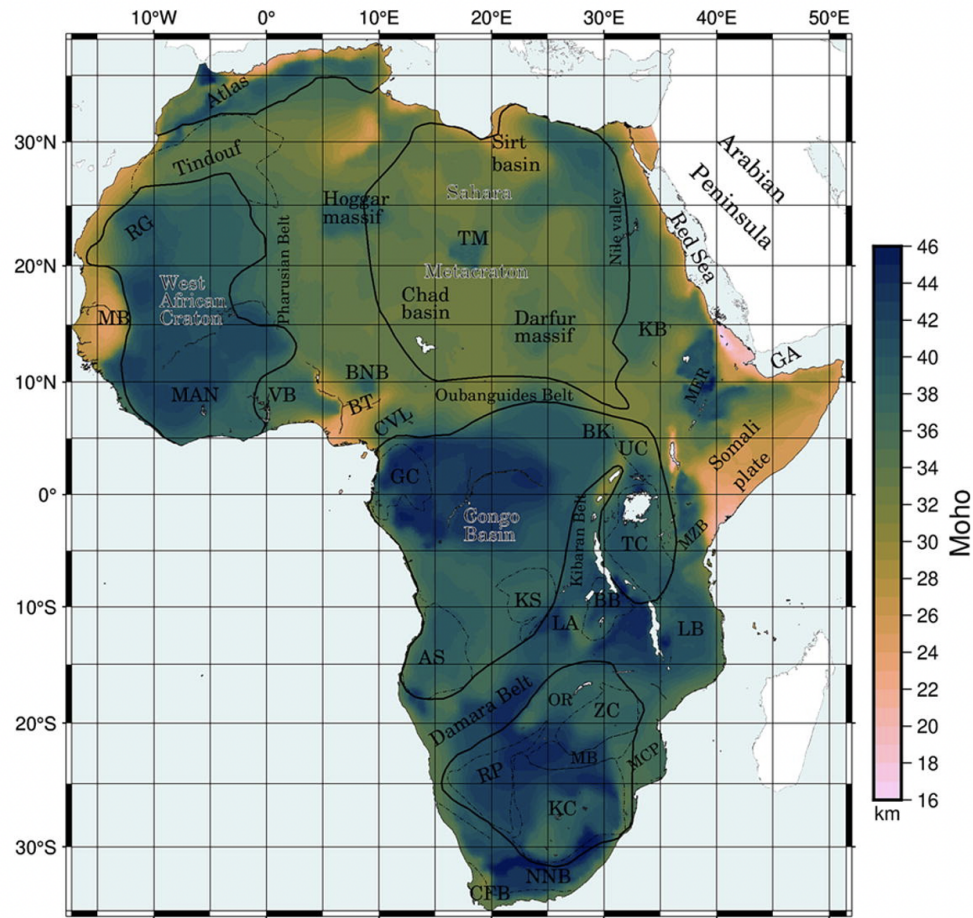 10°W 0° 10°E 20°E 30°E 40°E 50°E
Atlas
30°N
Tindouf
Sirt
basin
Arabian
Peninsula
Sahara
Hoggar
massif
Nile valley
RG
Pharusian Belt
TM
Red Sea
20°N
Metacraton
West
African
Craton
Chad
basin
Darfur
massif
MB
KB
GA
10°N
BNB
MER
MAN
VB
BT
Oubanguides Belt
CVL
BK
UC
Somali
plate
GC
0°
Congo
Basin
Kibaran Belt
TC
MZB
10°S
KS
BB
LA
LB
AS
Damara Belt
OR
ZC
20°S
MB
MCP
RP
KC
30°S
NNB
CFB
46
44
42
40
38
36
34
32
30
28
26
24
22
20
18
16
km
Moho